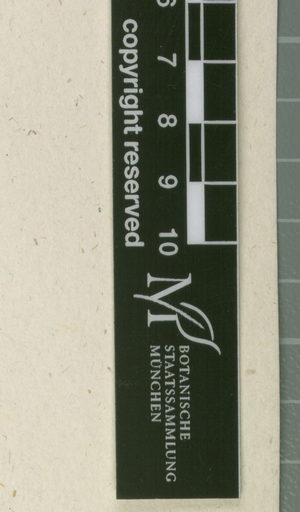 6 7 8 9 10
copyright reserved
M
BOTANISCHE
STAATSSAMMLUNG
MÜNCHEN